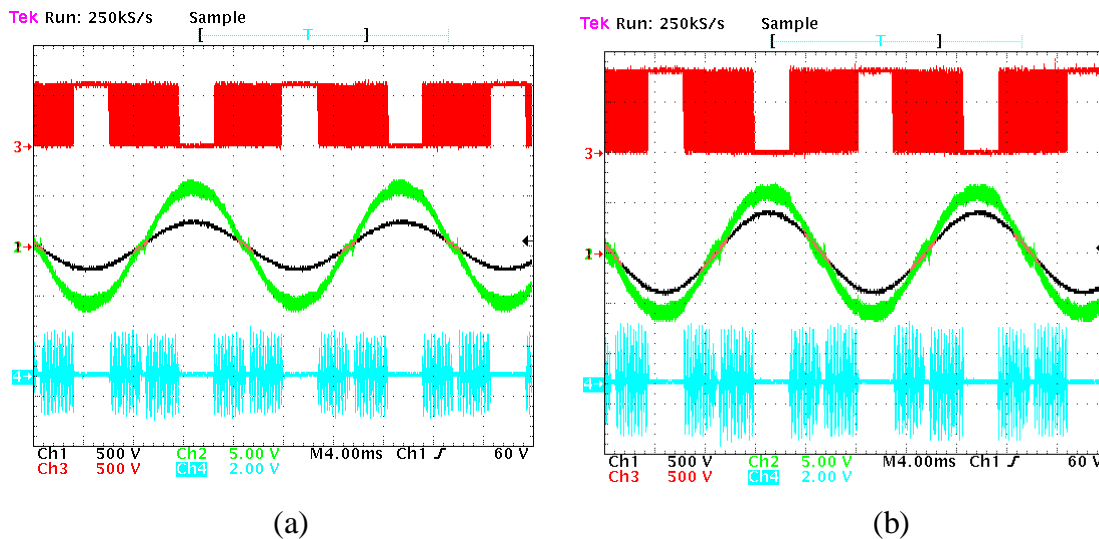 Tek Run: 250kS/s Sample
[ T ]
3→
1→
4→
Ch1 500 V Ch2 5.00 V M4.00ms Ch1 ʃ 60 V
Ch3 500 V Ch4 2.00 V
(a)
Tek Run: 250kS/s Sample
[ T ]
3→
1→
4→
Ch1 500 V Ch2 5.00 V M4.00ms Ch1 ʃ 60 V
Ch3 500 V Ch4 2.00 V
(b)